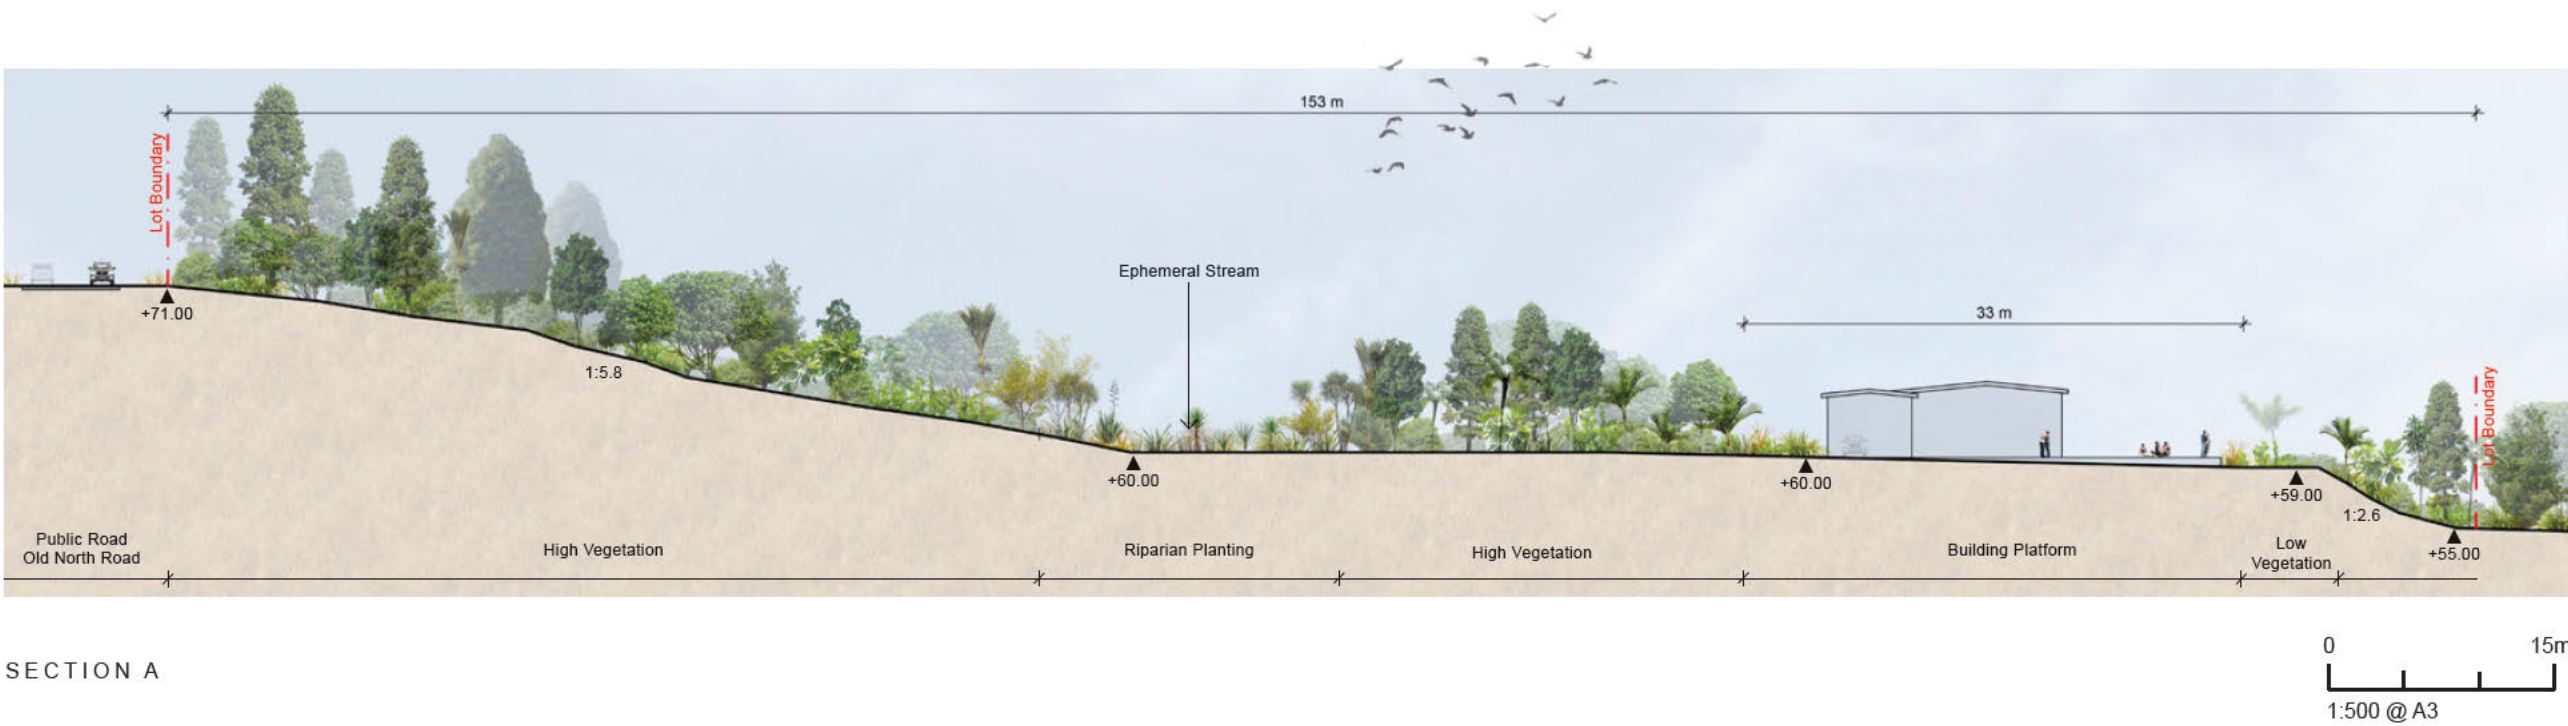 153 m
Lot Boundary
Ephemeral Stream
+71.00
33 m
1:5.8
Lot Boundary
+60.00
+60.00
+59.00
1:2.6
+55.00
Public Road
Old North Road
High Vegetation
Riparian Planting
High Vegetation
Building Platform
Low
Vegetation
SECTION A
0
15m
1:500 @ A3